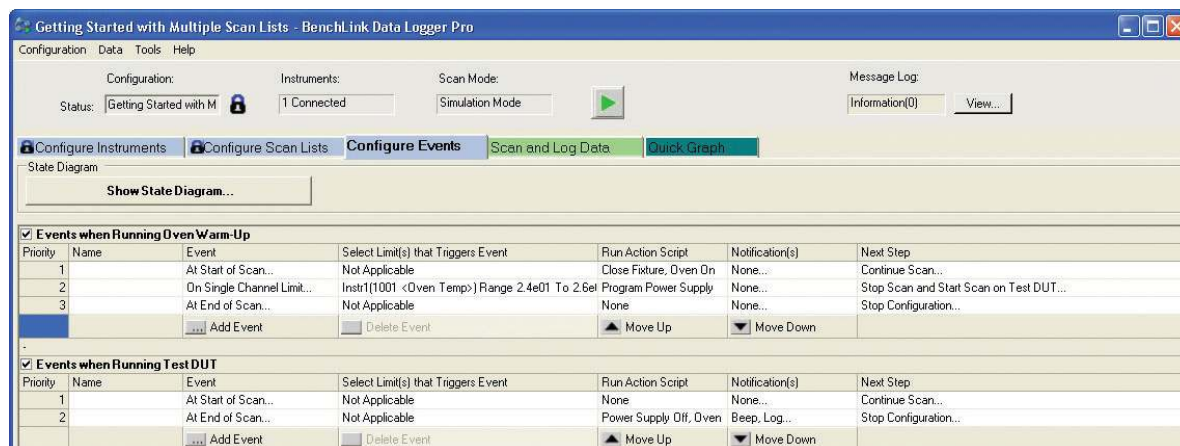 Getting Started with Multiple Scan Lists - BenchLink Data Logger Pro
Configuration Data Tools Help
Configuration: Instruments: Scan Mode: Message Log:
Status: Getting Started with M 1 Connected Simulation Mode Information(0) View...
Configure Instruments Configure Scan Lists Configure Events Scan and Log Data Quick Graph
State Diagram
Show State Diagram...
Events when Running Oven Warm-Up
Priority Name Event Select Limit(s) that Triggers Event Run Action Script Notification(s) Next Step
1 At Start of Scan... Not Applicable Close Fixture, Oven On None... Continue Scan...
2 On Single Channel Limit... Instr1(1001 <Oven Temp>) Range 2.4e01 To 2.6e Program Power Supply None... Stop Scan and Start Scan on Test DUT...
3 At End of Scan... Not Applicable None None... Stop Configuration...
... Add Event Delete Event Move Up Move Down
Events when Running Test DUT
Priority Name Event Select Limit(s) that Triggers Event Run Action Script Notification(s) Next Step
1 At Start of Scan... Not Applicable None None... Continue Scan...
2 At End of Scan... Not Applicable Power Supply Off, Oven Beep, Log... Stop Configuration...
... Add Event Delete Event Move Up Move Down